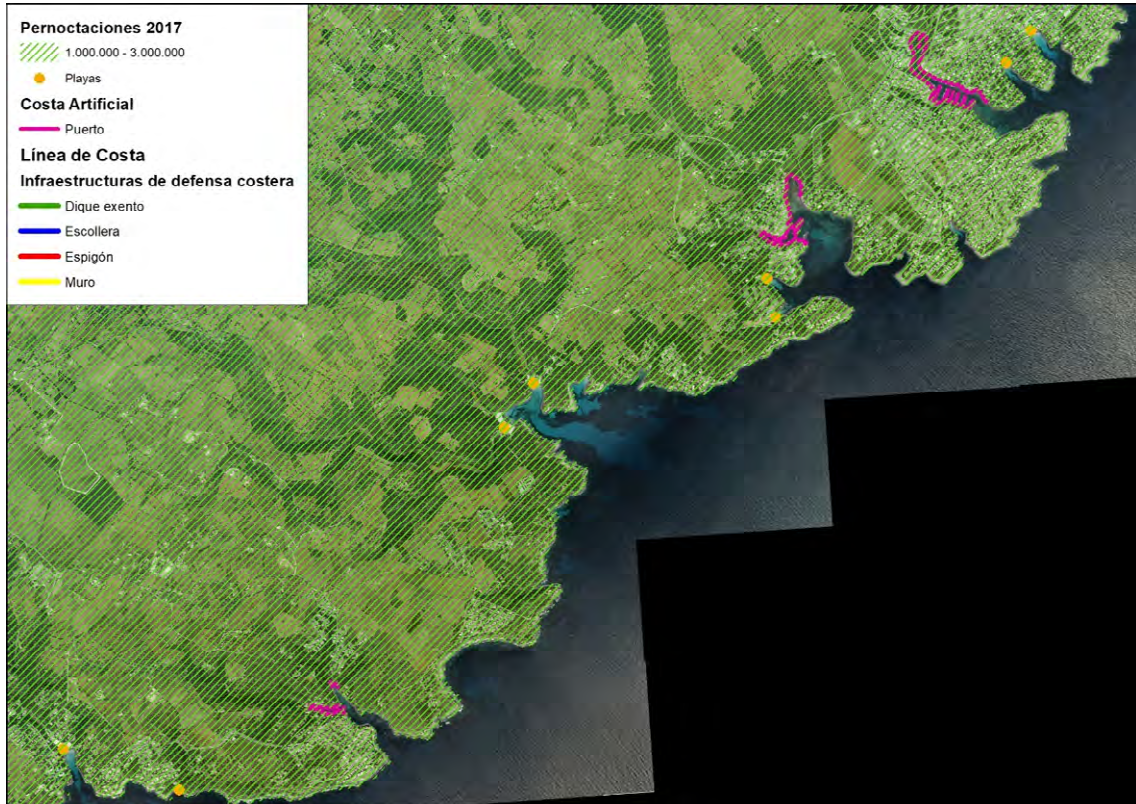 Pernoctaciones 2017
1.000.000 - 3.000.000
Playas
Costa Artificial
Puerto
Línea de Costa
Infraestructuras de defensa costera
Dique exento
Escollera
Espigón
Muro